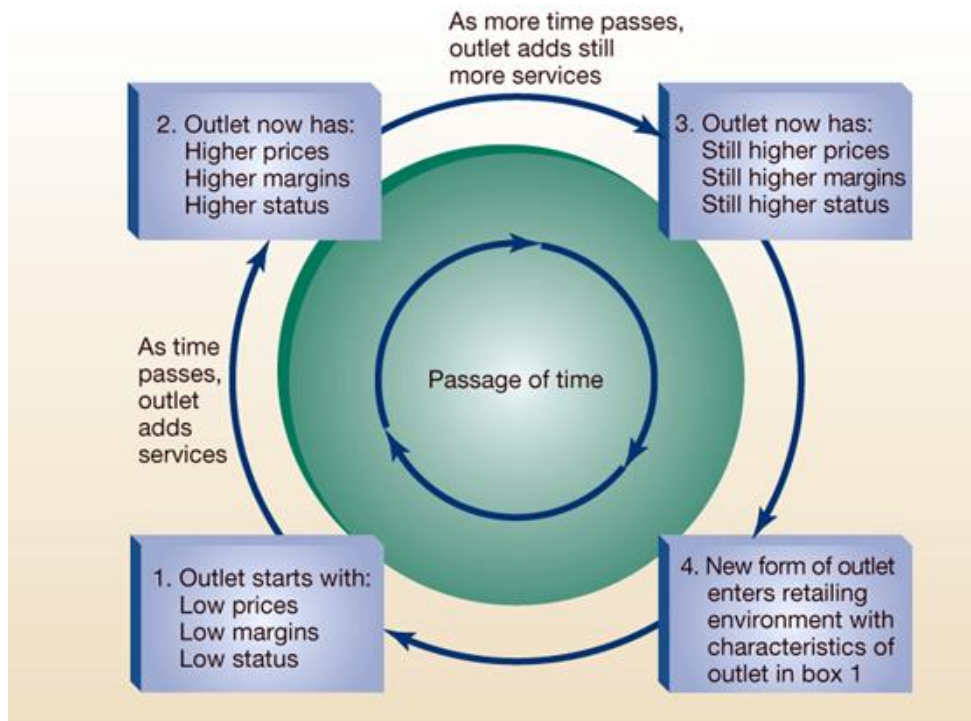 As more time passes,
outlet adds still
more services
2. Outlet now has:
Higher prices
Higher margins
Higher status
3. Outlet now has:
Still higher prices
Still higher margins
Still higher status
As time
passes,
outlet
adds
services
Passage of time
1. Outlet starts with:
Low prices
Low margins
Low status
4. New form of outlet
enters retailing
environment with
characteristics of
outlet in box 1